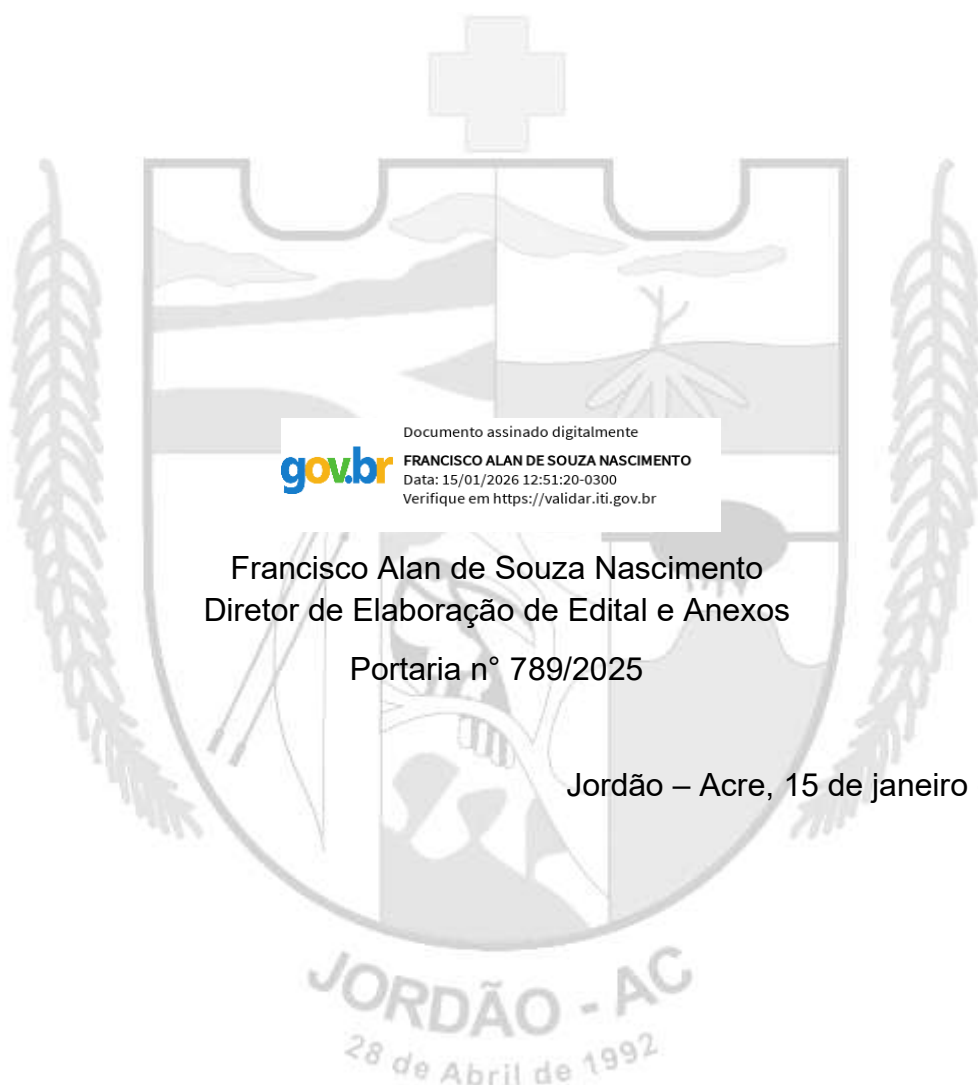 Documento assinado digitalmente
gov.br
FRANCISCO ALAN DE SOUZA NASCIMENTO
Data: 15/01/2026 12:51:20-0300
Verifique em https://validar.iti.gov.br
Francisco Alan de Souza Nascimento
Diretor de Elaboração de Edital e Anexos
Portaria n° 789/2025
Jordão – Acre, 15 de janeiro
JORDÃO - AC
28 de Abril de 1992